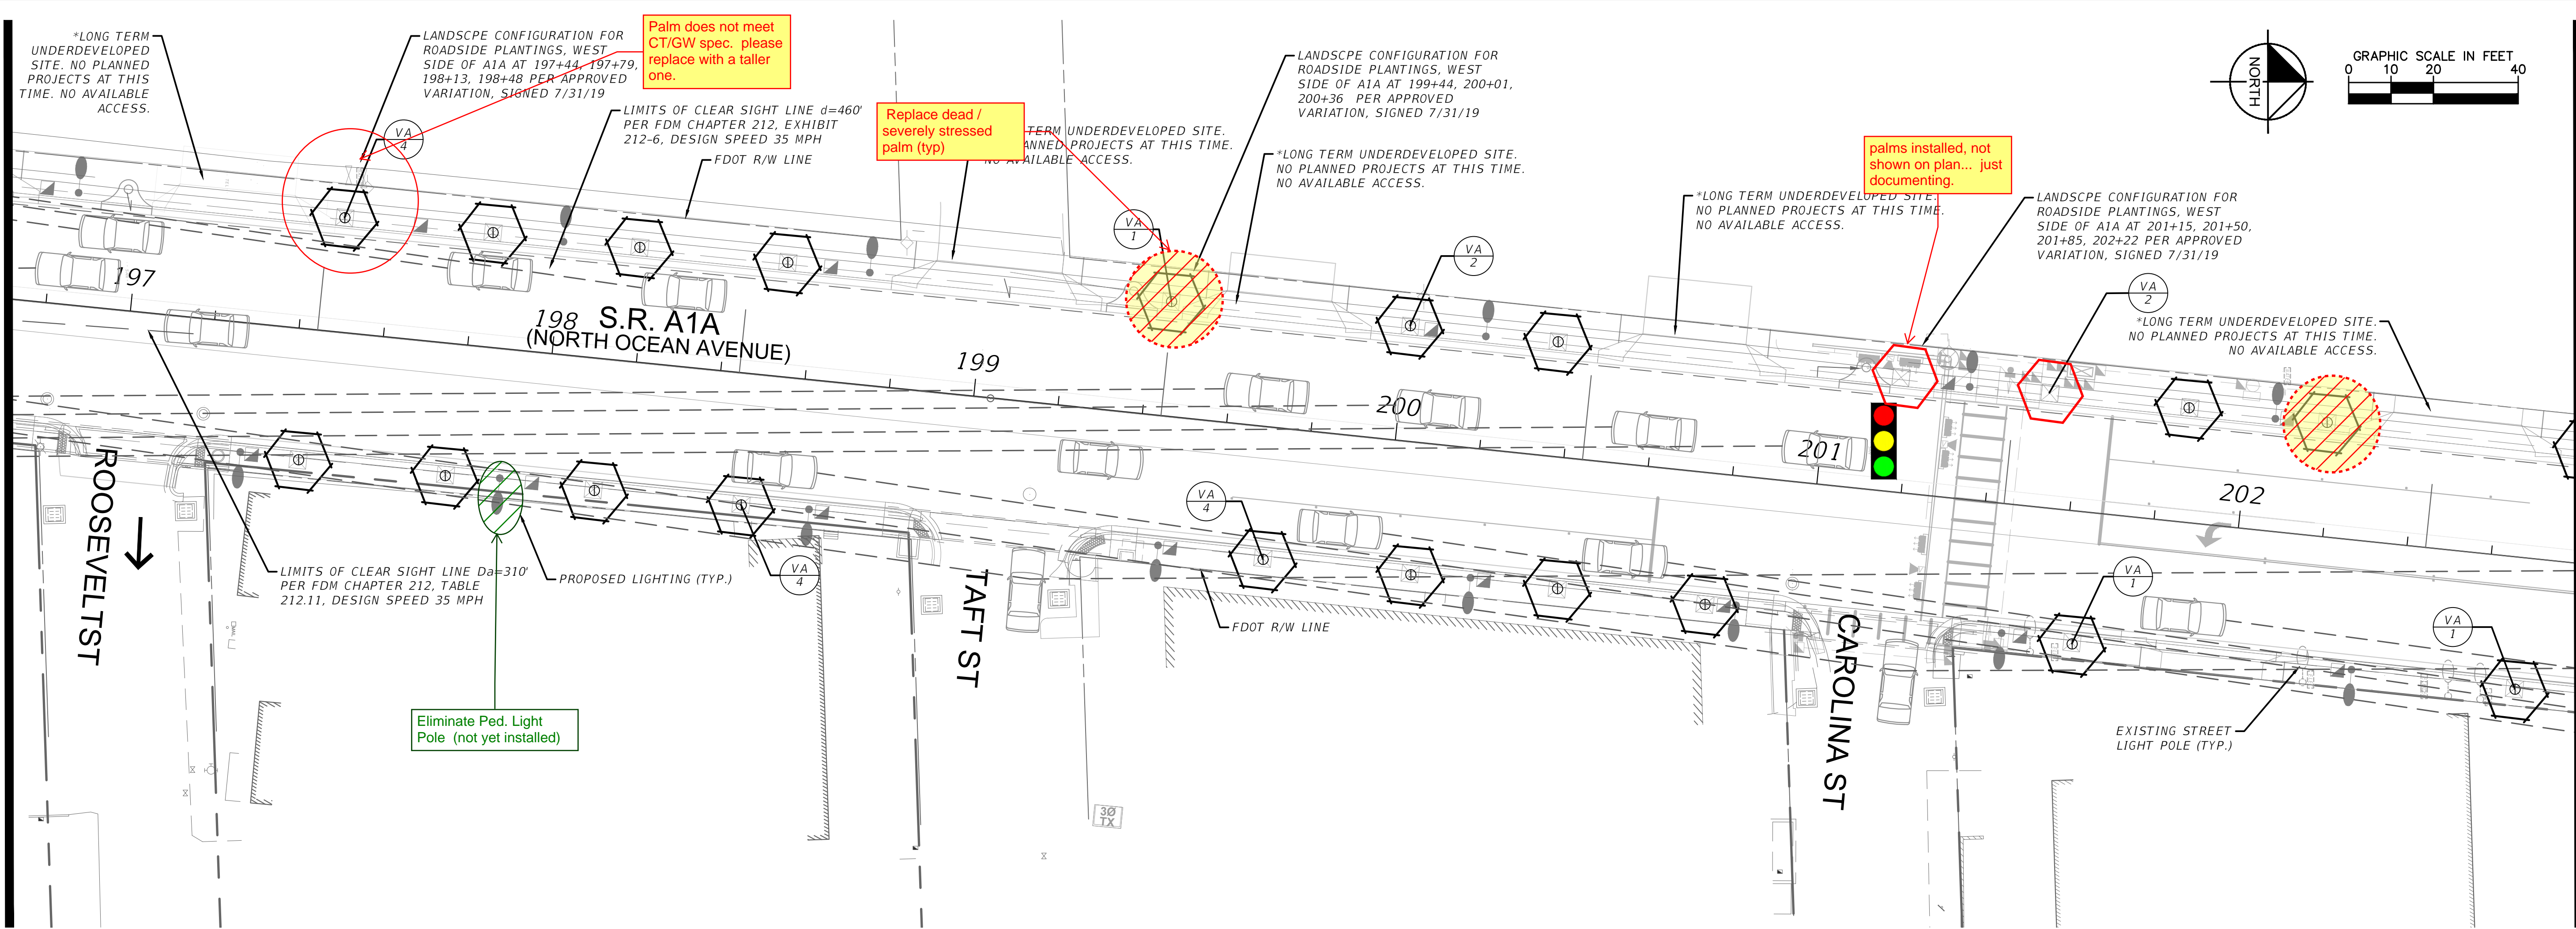 *LONG TERM
UNDERDEVELOPED
SITE. NO PLANNED
PROJECTS AT THIS
TIME. NO AVAILABLE
ACCESS.
LANDSCPE CONFIGURATION FOR
ROADSIDE PLANTINGS, WEST
SIDE OF A1A AT 197+44, 197+79,
198+13, 198+48 PER APPROVED
VARIATION, SIGNED 7/31/19
Palm does not meet
CT/GW spec. please
replace with a taller
one.
LIMITS OF CLEAR SIGHT LINE d=460'
PER FDM CHAPTER 212, EXHIBIT
212-6, DESIGN SPEED 35 MPH
FDOT R/W LINE
Replace dead /
severely stressed
palm (typ)
TERM UNDERDEVELOPED SITE.
ANNED PROJECTS AT THIS TIME.
NO AVAILABLE ACCESS.
LANDSCPE CONFIGURATION FOR
ROADSIDE PLANTINGS, WEST
SIDE OF A1A AT 199+44, 200+01,
200+36 PER APPROVED
VARIATION, SIGNED 7/31/19
*LONG TERM UNDERDEVELOPED SITE.
NO PLANNED PROJECTS AT THIS TIME.
NO AVAILABLE ACCESS.
palms installed, not
shown on plan... just
documenting.
*LONG TERM UNDERDEVELOPED SITE.
NO PLANNED PROJECTS AT THIS TIME.
NO AVAILABLE ACCESS.
LANDSCPE CONFIGURATION FOR
ROADSIDE PLANTINGS, WEST
SIDE OF A1A AT 201+15, 201+50,
201+85, 202+22 PER APPROVED
VARIATION, SIGNED 7/31/19
*LONG TERM UNDERDEVELOPED SITE.
NO PLANNED PROJECTS AT THIS TIME.
NO AVAILABLE ACCESS.
NORTH
GRAPHIC SCALE IN FEET
0 10 20 40
VA
4
VA
1
VA
2
VA
2
197
198
S.R. A1A
(NORTH OCEAN AVENUE)
199
200
201
202
ROOSEVELT ST
LIMITS OF CLEAR SIGHT LINE Da=310'
PER FDM CHAPTER 212, TABLE
212.11, DESIGN SPEED 35 MPH
PROPOSED LIGHTING (TYP.)
VA
4
Eliminate Ped. Light
Pole (not yet installed)
TAFT ST
VA
4
FDOT R/W LINE
3Ø
TX
CAROLINA ST
VA
1
VA
1
EXISTING STREET
LIGHT POLE (TYP.)